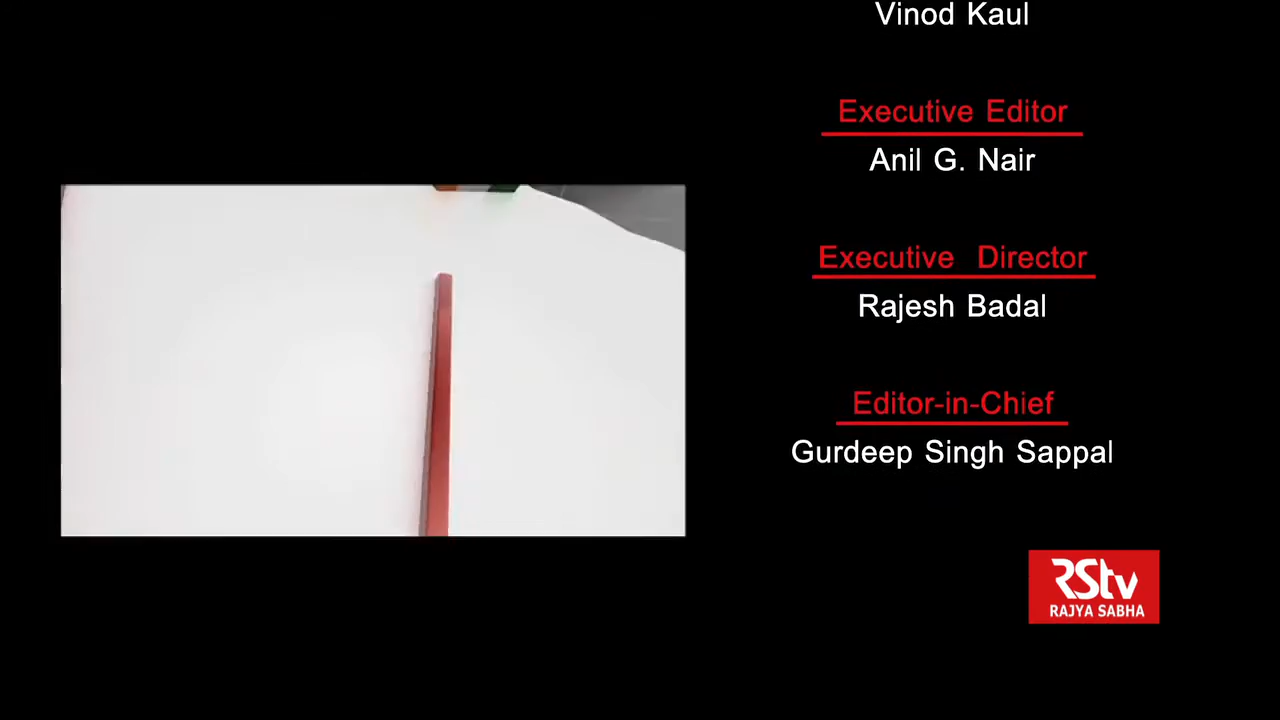 Vinod Kaul
Executive Editor
Anil G. Nair
Executive Director
Rajesh Badal
Editor-in-Chief
Gurdeep Singh Sappal
RStv
RAJYA SABHA